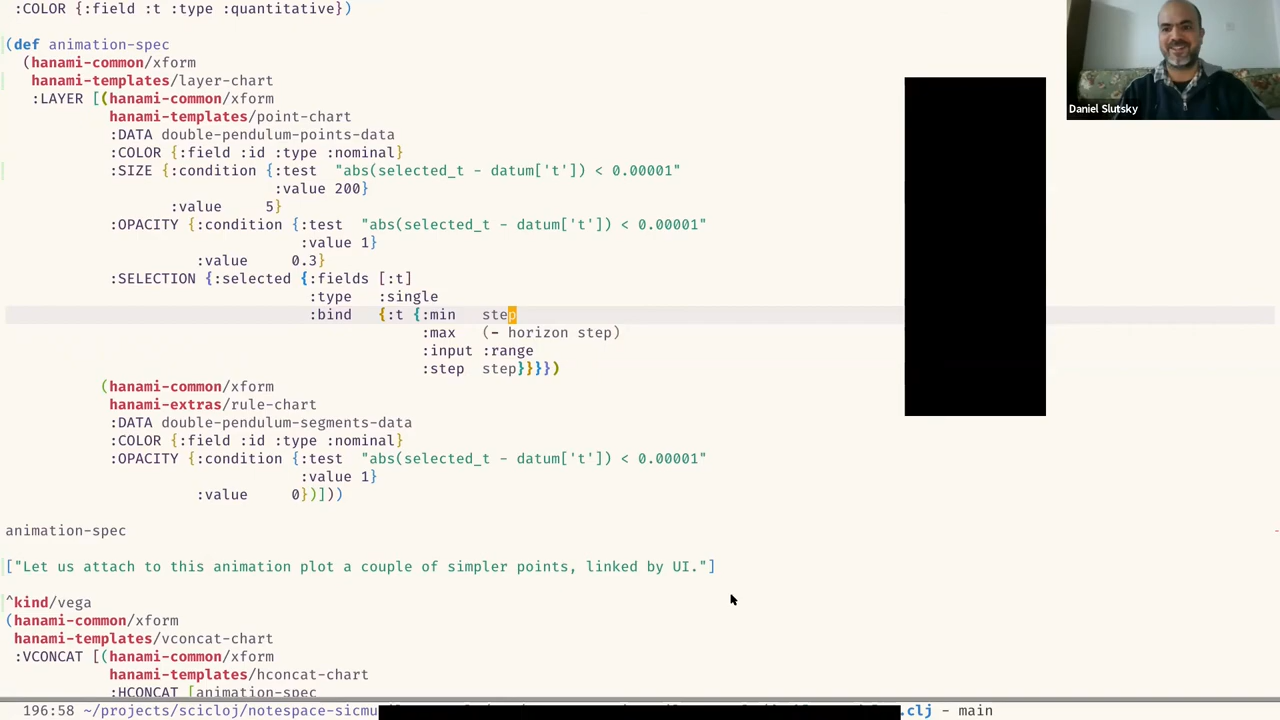 :COLOR {:field :t :type :quantitative})
(def animation-spec
(hanami-common/xform
hanami-templates/layer-chart
:LAYER [(hanami-common/xform
hanami-templates/point-chart
:DATA double-pendulum-points-data
:COLOR {:field :id :type :nominal}
:SIZE {:condition {:test "abs(selected_t - datum['t']) < 0.00001"
:value 200}
:value 5}
:OPACITY {:condition {:test "abs(selected_t - datum['t']) < 0.00001"
:value 1}
:value 0.3}
:SELECTION {:selected {:fields [:t]
:type :single
:bind {:t {:min step
:max (- horizon step)
:input :range
:step step}}}})
(hanami-common/xform
hanami-extras/rule-chart
:DATA double-pendulum-segments-data
:COLOR {:field :id :type :nominal}
:OPACITY {:condition {:test "abs(selected_t - datum['t']) < 0.00001"
:value 1}
:value 0})]))
animation-spec
["Let us attach to this animation plot a couple of simpler points, linked by UI."]
^kind/vega
(hanami-common/xform
hanami-templates/vconcat-chart
:VCONCAT [(hanami-common/xform
hanami-templates/hconcat-chart
:HCONCAT [animation-spec
196:58 ~/projects/scicloj/notespace-sicmu .clj - main
Daniel Slutsky